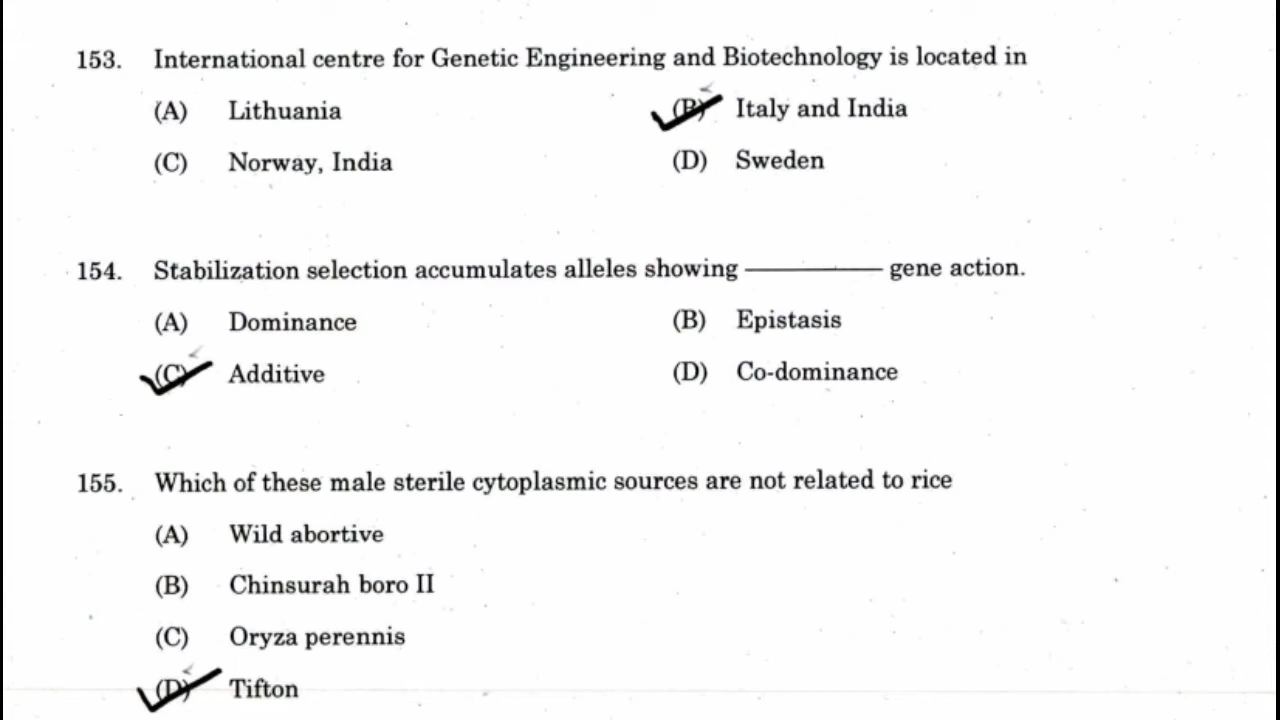 153. International centre for Genetic Engineering and Biotechnology is located in
(A) Lithuania (B) Italy and India
(C) Norway, India (D) Sweden
154. Stabilization selection accumulates alleles showing ———— gene action.
(A) Dominance (B) Epistasis
(C) Additive (D) Co-dominance
155. Which of these male sterile cytoplasmic sources are not related to rice
(A) Wild abortive
(B) Chinsurah boro II
(C) Oryza perennis
(D) Tifton